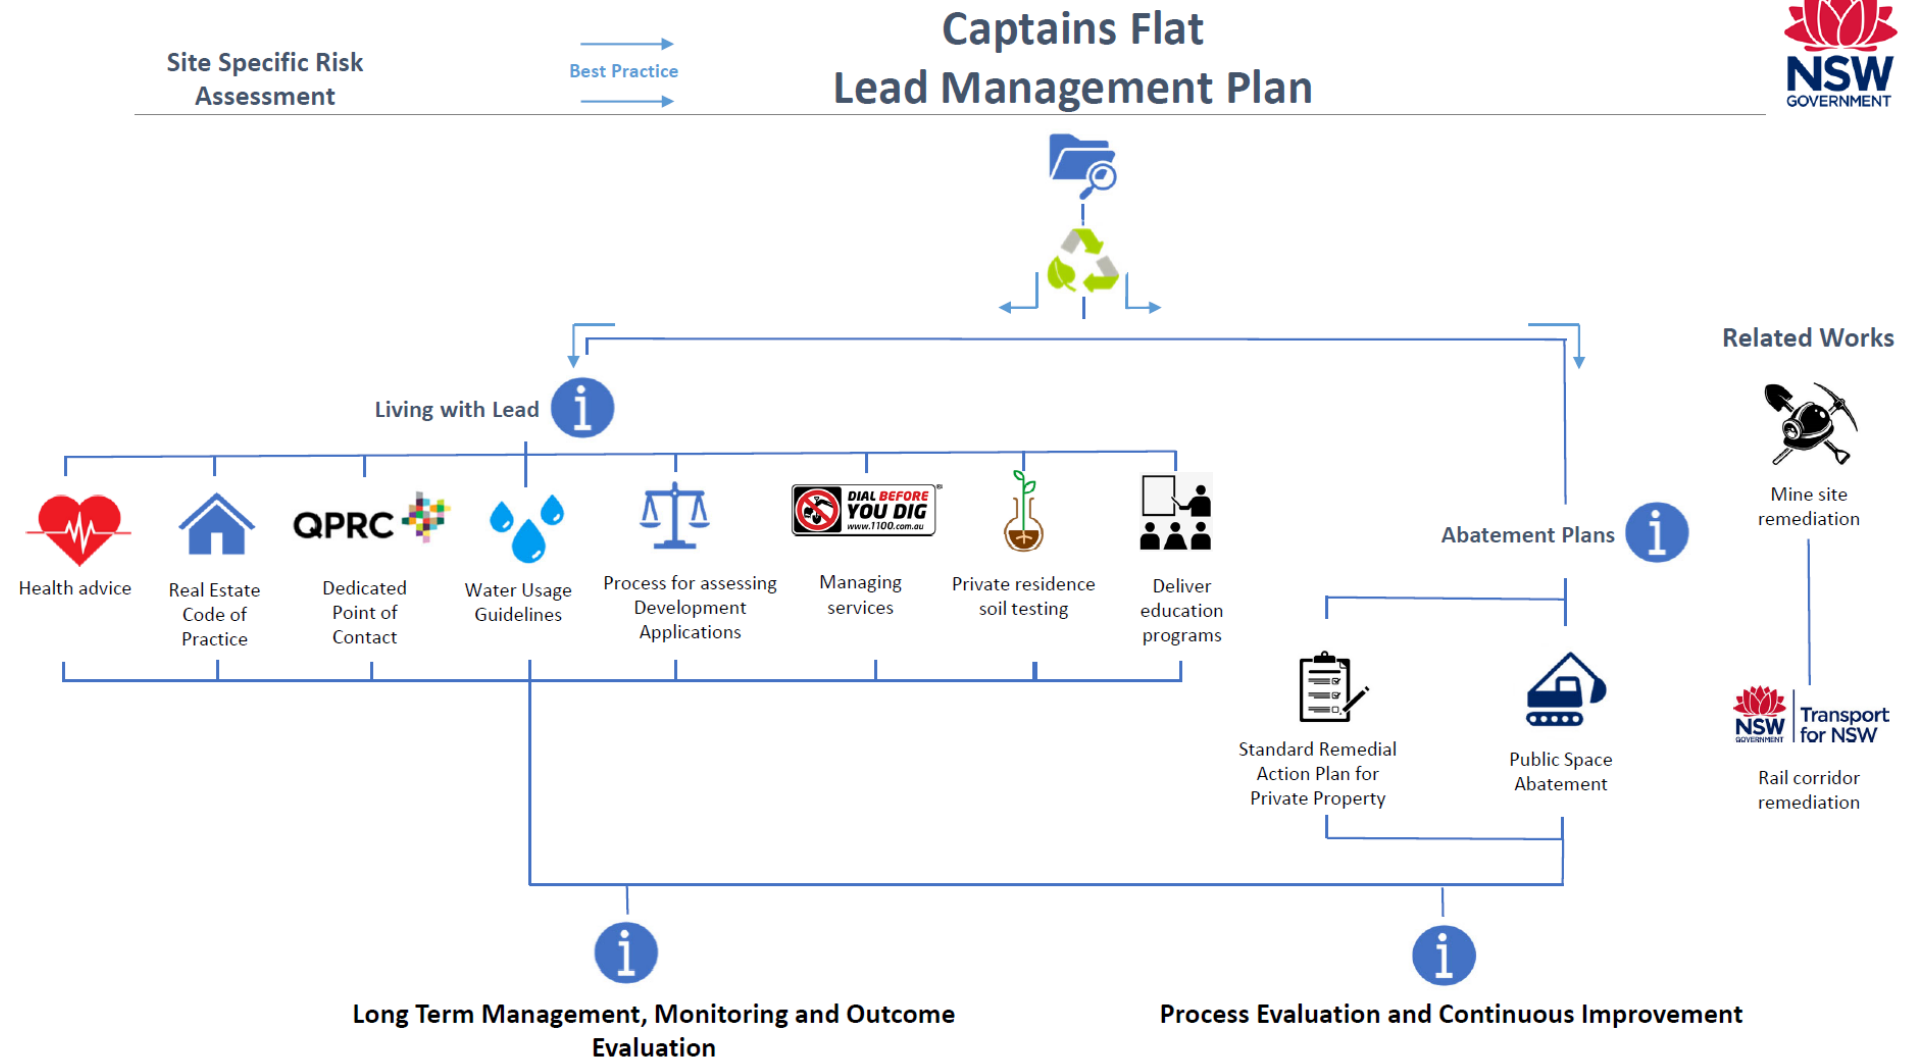 Site Specific Risk
Assessment
Best Practice
Captains Flat
Lead Management Plan
NSW
GOVERNMENT
Related Works
Living with Lead
i
QPRC
DIAL BEFORE
YOU DIG
www.1100.com.au
Health advice
Real Estate
Code of
Practice
Dedicated
Point of
Contact
Water Usage
Guidelines
Process for assessing
Development
Applications
Managing
services
Private residence
soil testing
Deliver
education
programs
Abatement Plans
i
Mine site
remediation
Standard Remedial
Action Plan for
Private Property
Public Space
Abatement
NSW
GOVERNMENT
Transport
for NSW
Rail corridor
remediation
i
i
Long Term Management, Monitoring and Outcome
Evaluation
Process Evaluation and Continuous Improvement